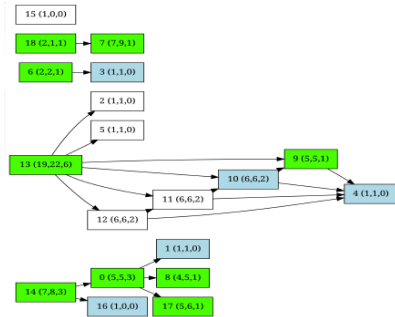 15 (1,0,0)
18 (2,1,1) 7 (7,9,1)
6 (2,2,1) 3 (1,1,0)
2 (1,1,0)
5 (1,1,0)
9 (5,5,1)
13 (19,22,6)
10 (6,6,2)
4 (1,1,0)
11 (6,6,2)
12 (6,6,2)
1 (1,1,0)
0 (5,5,3) 8 (4,5,1)
14 (7,8,3)
16 (1,0,0) 17 (5,6,1)